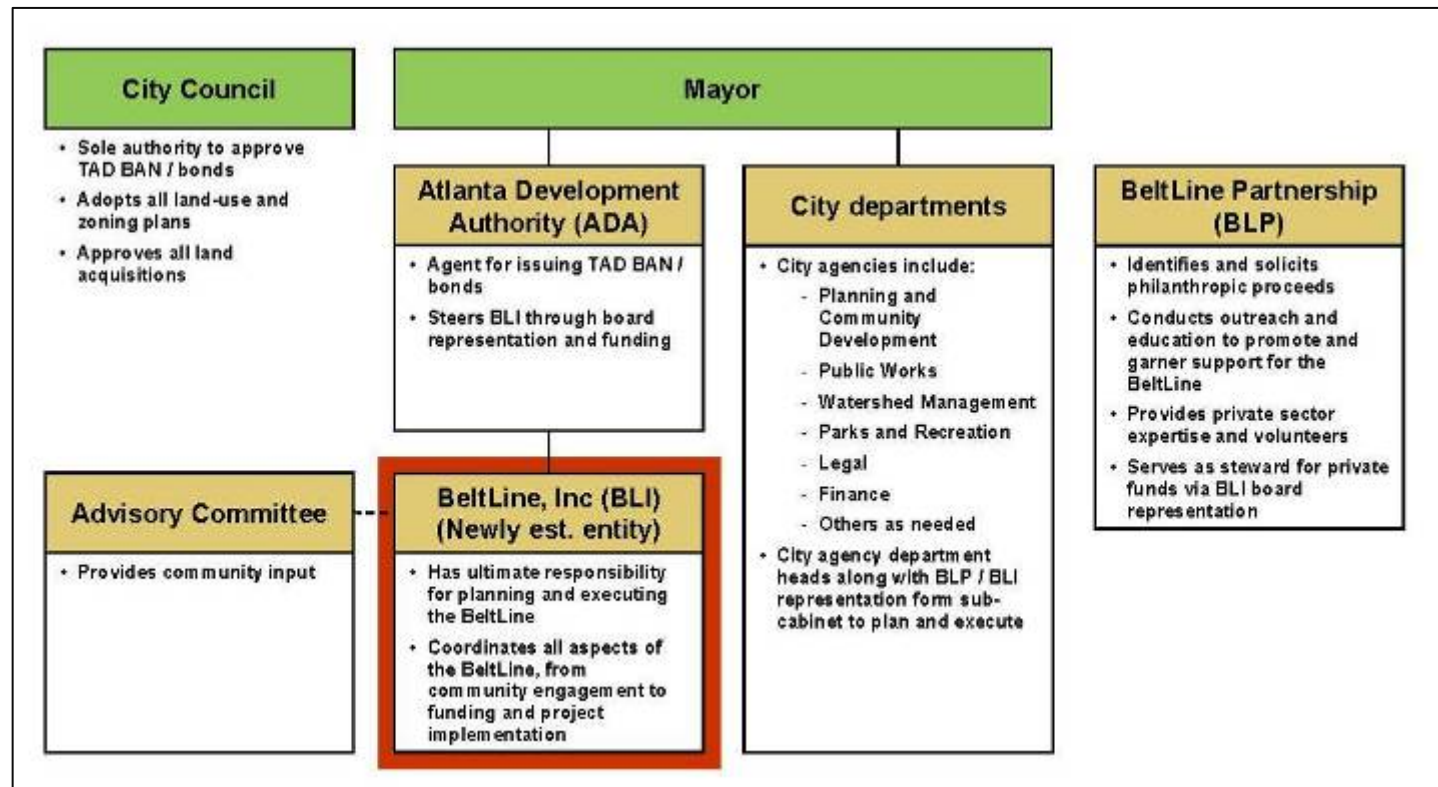 City Council
• Sole authority to approve
TAD BAN / bonds
• Adopts all land-use and
zoning plans
• Approves all land
acquisitions
Mayor
Atlanta Development
Authority (ADA)
• Agent for issuing TAD BAN /
bonds
• Steers BLI through board
representation and funding
City departments
• City agencies include:
- Planning and
Community
Development
- Public Works
- Watershed Management
- Parks and Recreation
- Legal
- Finance
- Others as needed
• City agency department
heads along with BLP / BLI
representation form sub-
cabinet to plan and execute
BeltLine Partnership
(BLP)
• Identifies and solicits
philanthropic proceeds
• Conducts outreach and
education to promote and
garner support for the
BeltLine
• Provides private sector
expertise and volunteers
• Serves as steward for private
funds via BLI board
representation
Advisory Committee
• Provides community input
BeltLine, Inc (BLI)
(Newly est. entity)
• Has ultimate responsibility
for planning and executing
the BeltLine
• Coordinates all aspects of
the BeltLine, from
community engagement to
funding and project
implementation